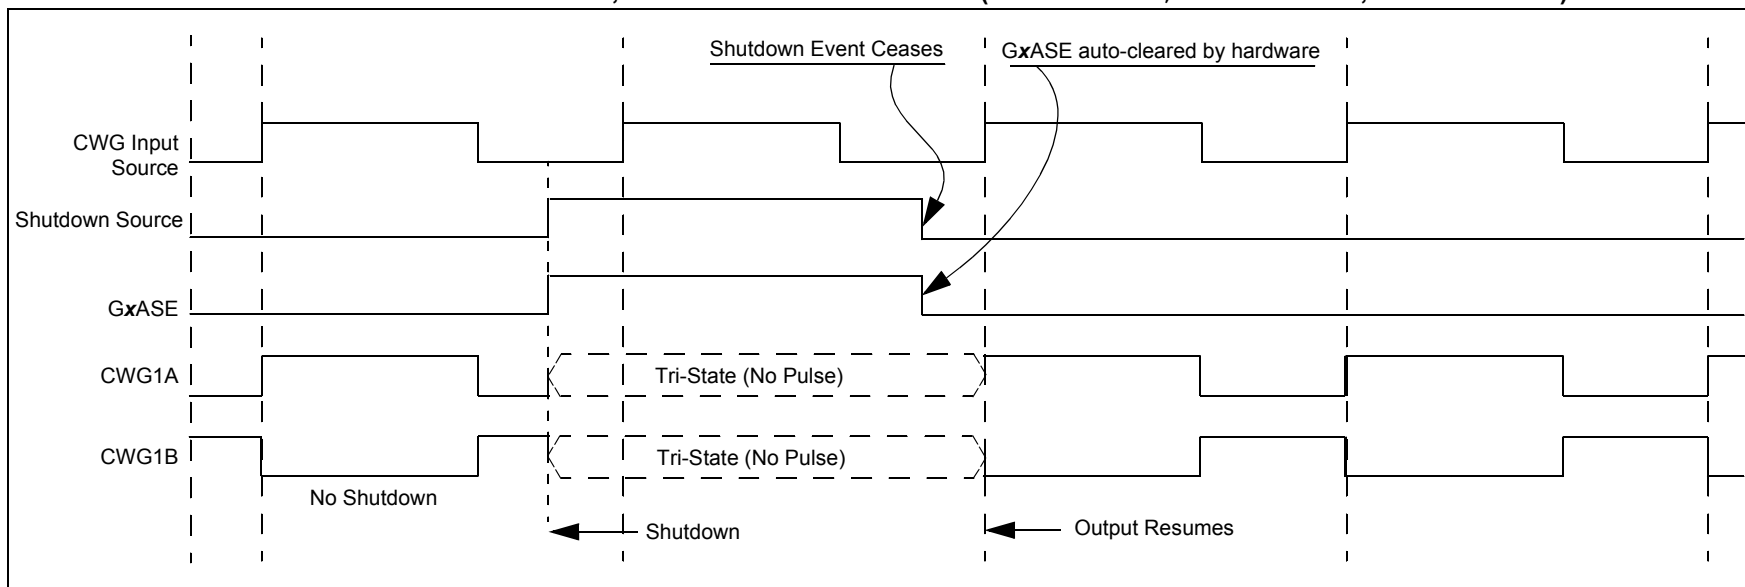 Shutdown Event Ceases
GxASE auto-cleared by hardware
CWG Input
Source
Shutdown Source
GxASE
CWG1A
Tri-State (No Pulse)
CWG1B
Tri-State (No Pulse)
No Shutdown
Shutdown
Output Resumes